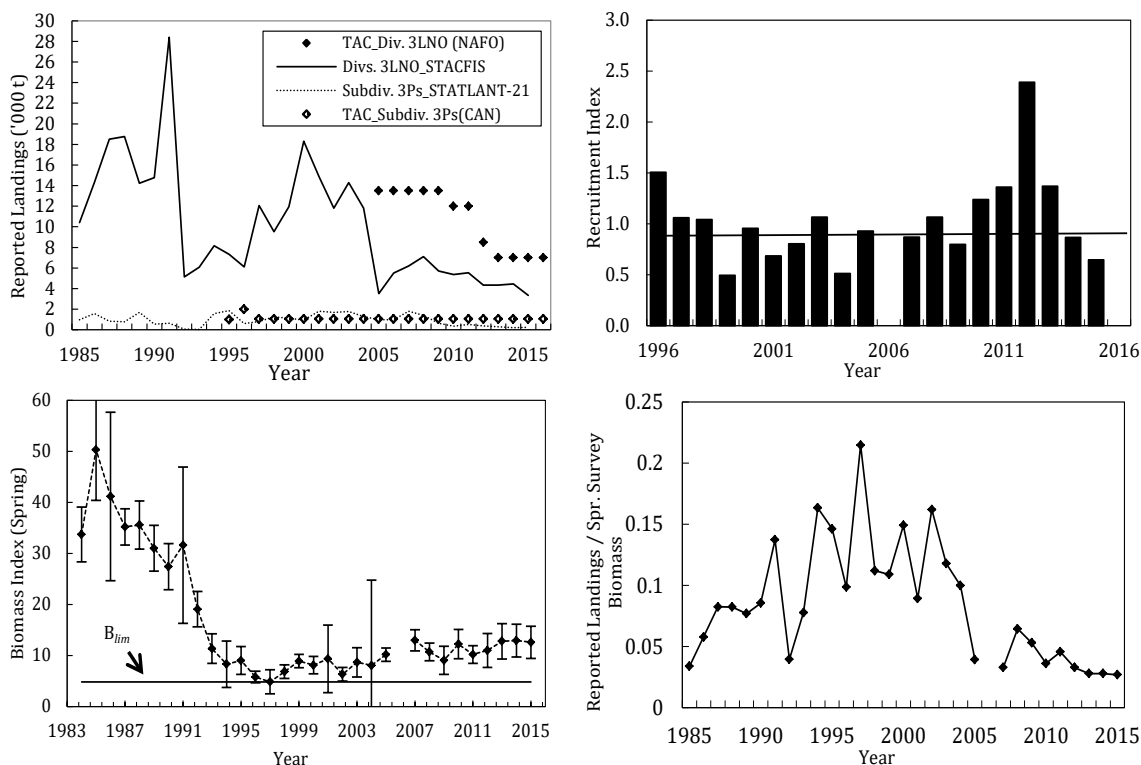 30
28
26
24
22
20
18
16
14
12
10
8
6
4
2
0
Reported Landings ('000 t)
TAC_Div. 3LNO (NAFO)
Divs. 3LNO_STACFIS
Subdiv. 3Ps_STATLANT-21
TAC_Subdiv. 3Ps(CAN)
1985 1990 1995 2000 2005 2010 2015
Year
3.0
2.5
2.0
1.5
1.0
0.5
0.0
Recruitment Index
1996 2001 2006 2011 2016
Year
60
50
40
30
20
10
0
Biomass Index (Spring)
Blim
1983 1987 1991 1995 1999 2003 2007 2011 2015
Year
0.25
0.2
0.15
0.1
0.05
0
Reported Landings / Spr. Survey
Biomass
1985 1990 1995 2000 2005 2010 2015
Year